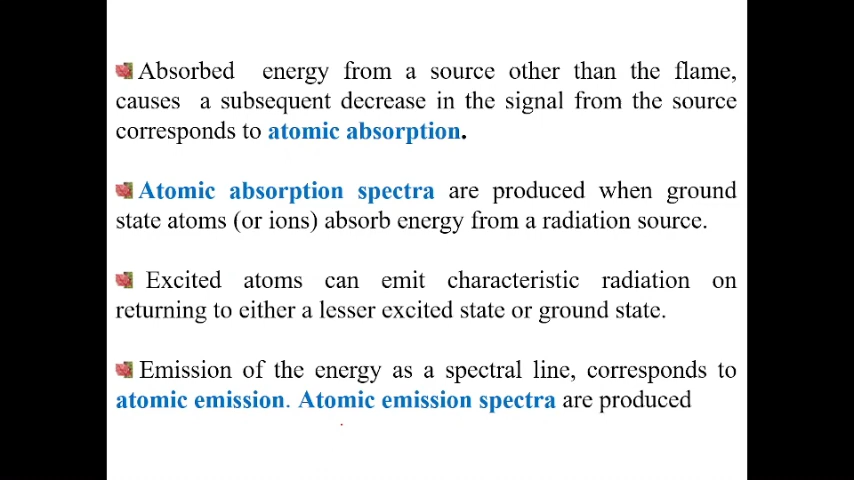 Absorbed energy from a source other than the flame,
causes a subsequent decrease in the signal from the source
corresponds to atomic absorption.
Atomic absorption spectra are produced when ground
state atoms (or ions) absorb energy from a radiation source.
Excited atoms can emit characteristic radiation on
returning to either a lesser excited state or ground state.
Emission of the energy as a spectral line, corresponds to
atomic emission. Atomic emission spectra are produced